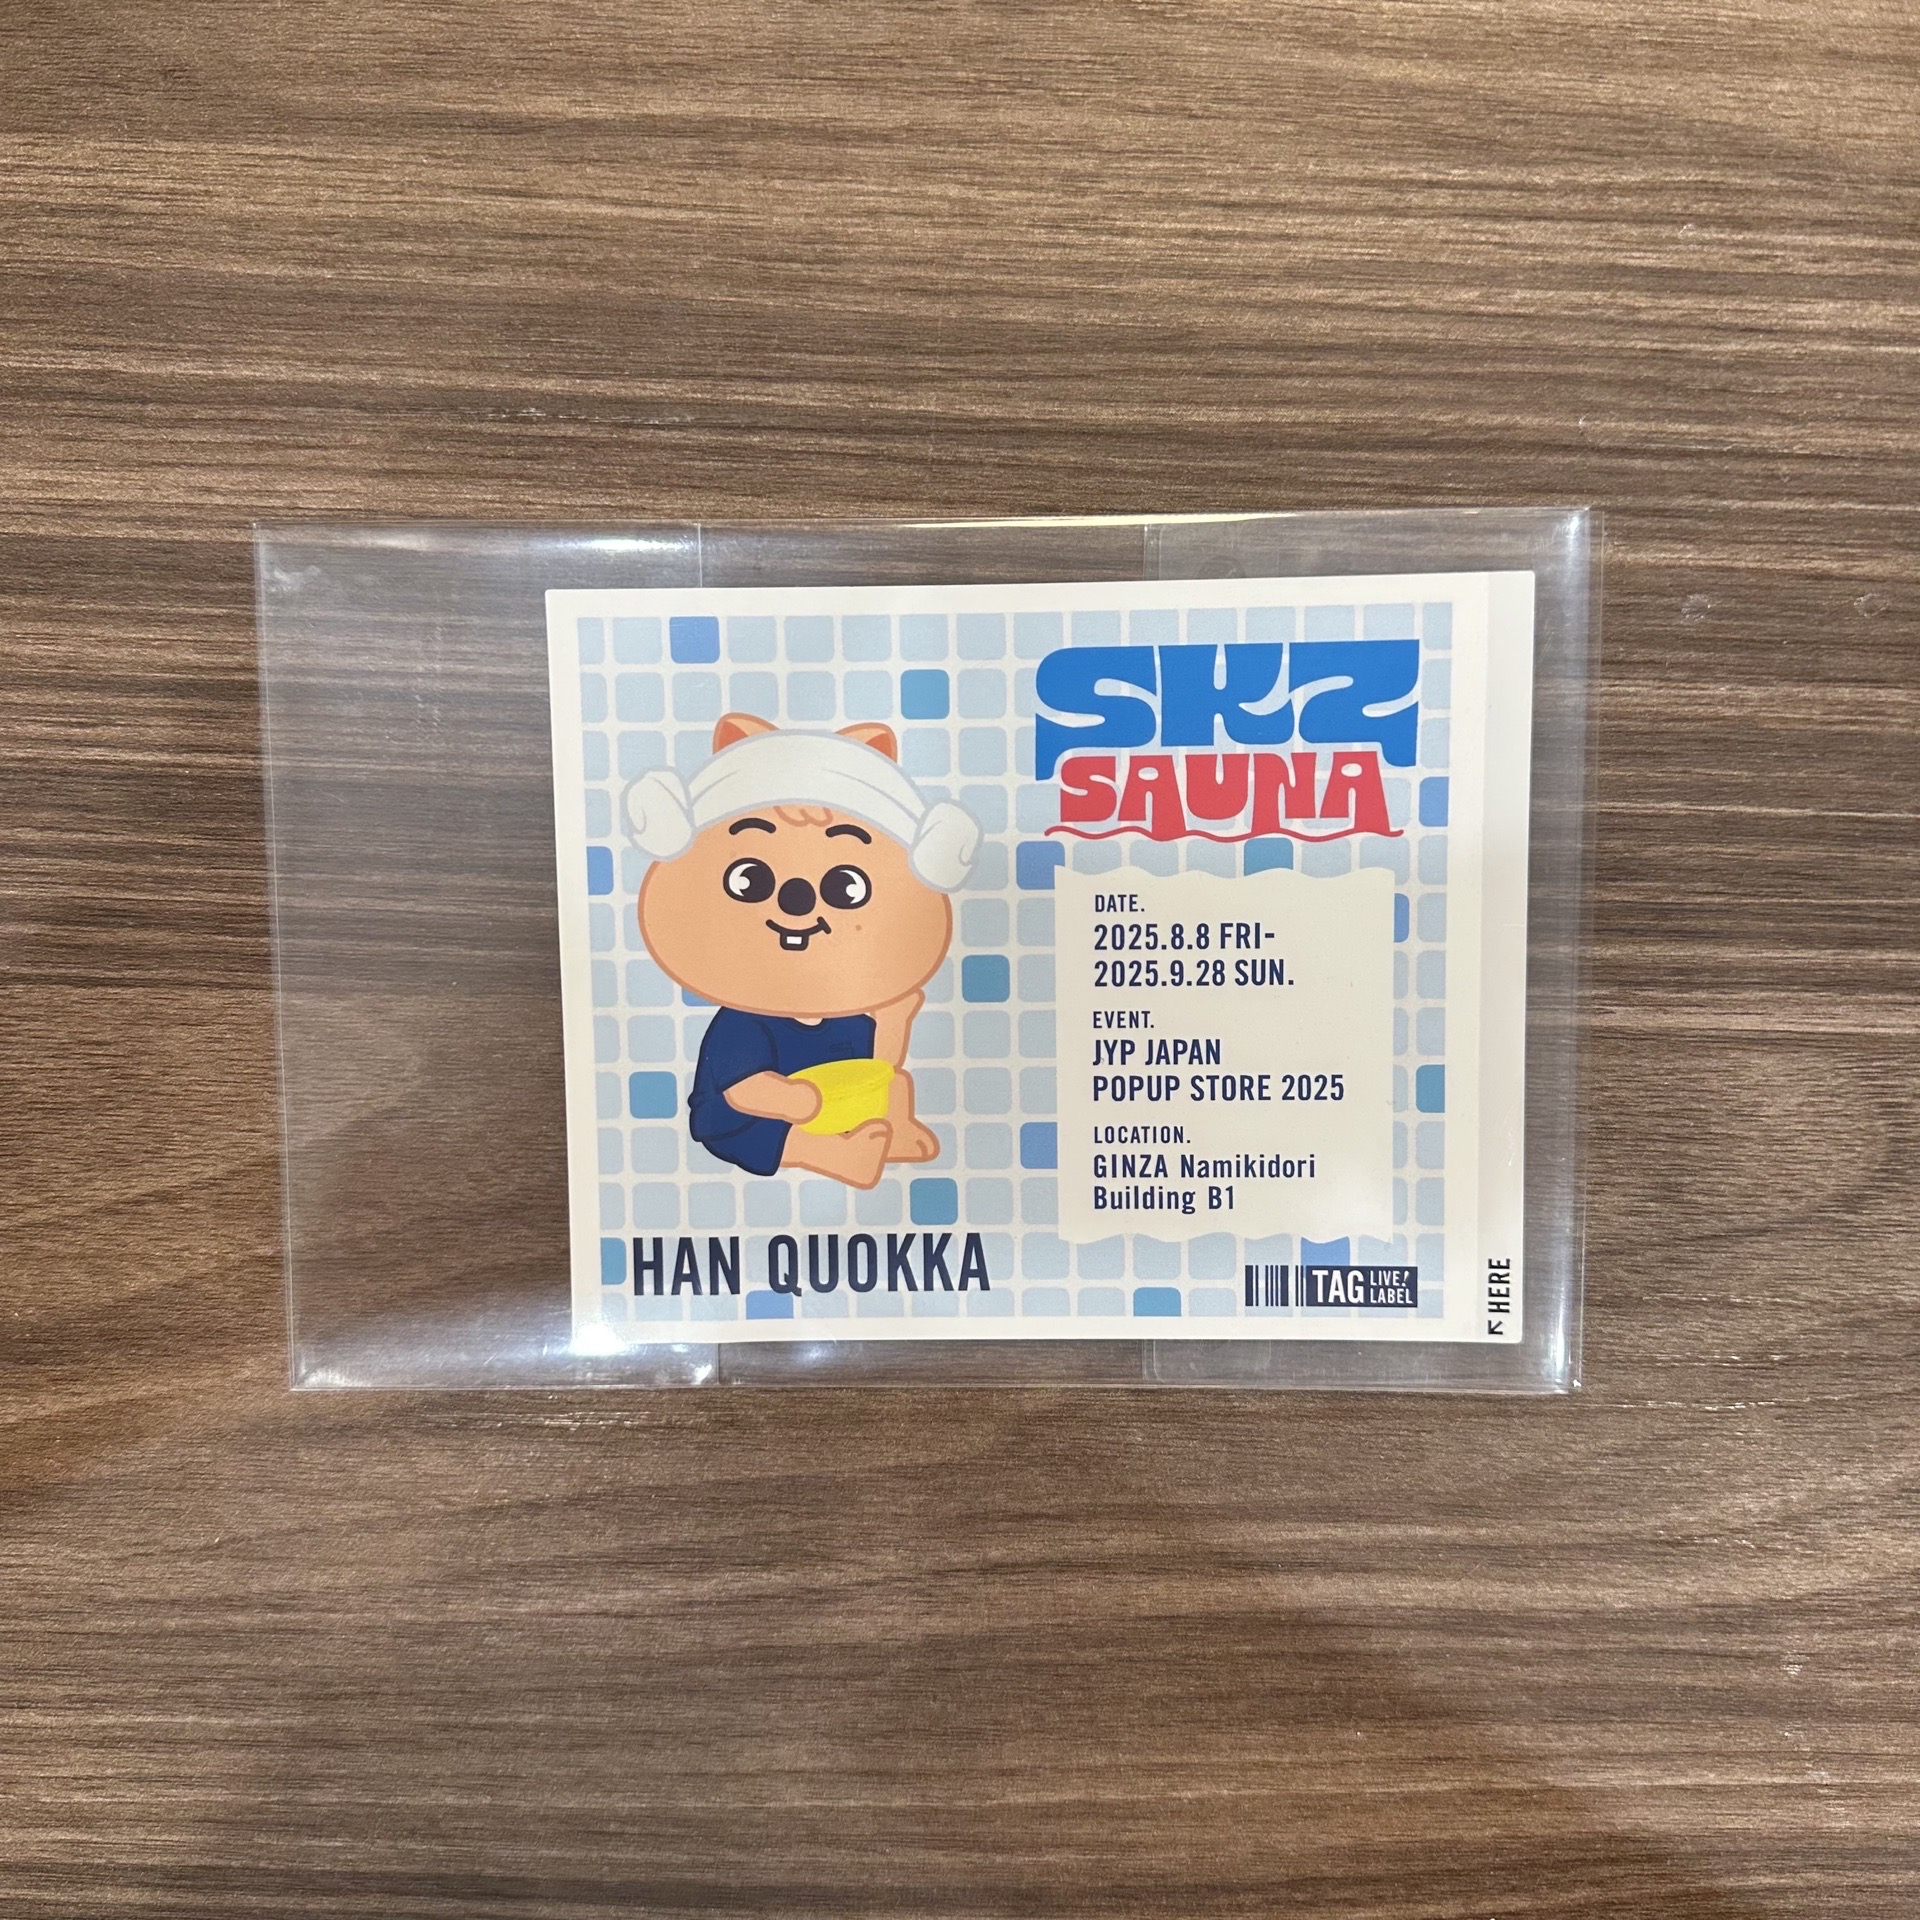 SKZ
SAUNA
DATE.
2025.8.8 FRI-
2025.9.28 SUN.
EVENT.
JYP JAPAN
POPUP STORE 2025
LOCATION.
GINZA Namikidori
Building B1
HAN QUOKKA
TAG LIVE!
LABEL
↖ HERE